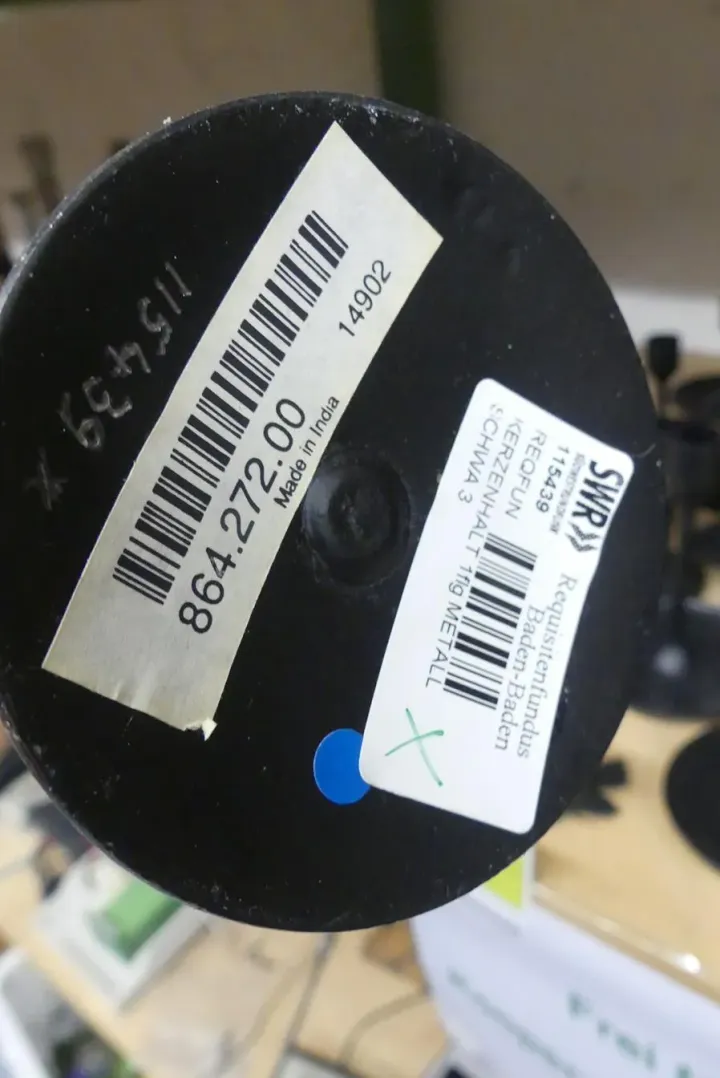 115439 *
14902
864.272.00
Made in India
SWR»
Requisitenfundus
Baden-Baden
115439
REQFUN
KERZENHALT 1flg METALL
SCHWA 3
X
Frei